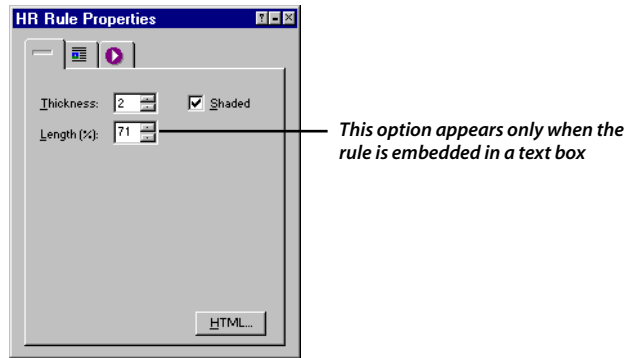 HR Rule Properties
Thickness: 2 Shaded
Length (%): 71
This option appears only when the
rule is embedded in a text box
HTML...